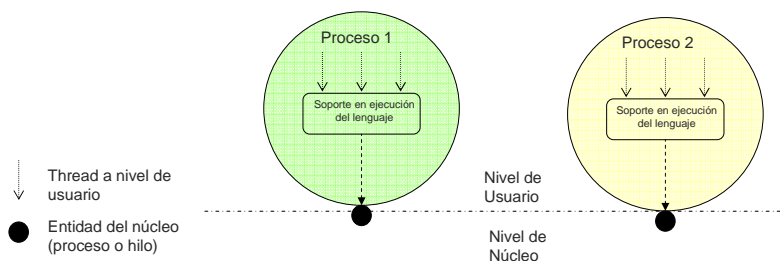 Proceso 1
Soporte en ejecución
del lenguaje
Proceso 2
Soporte en ejecución
del lenguaje
Thread a nivel de
usuario
Entidad del núcleo
(proceso o hilo)
Nivel de
Usuario
Nivel de
Núcleo